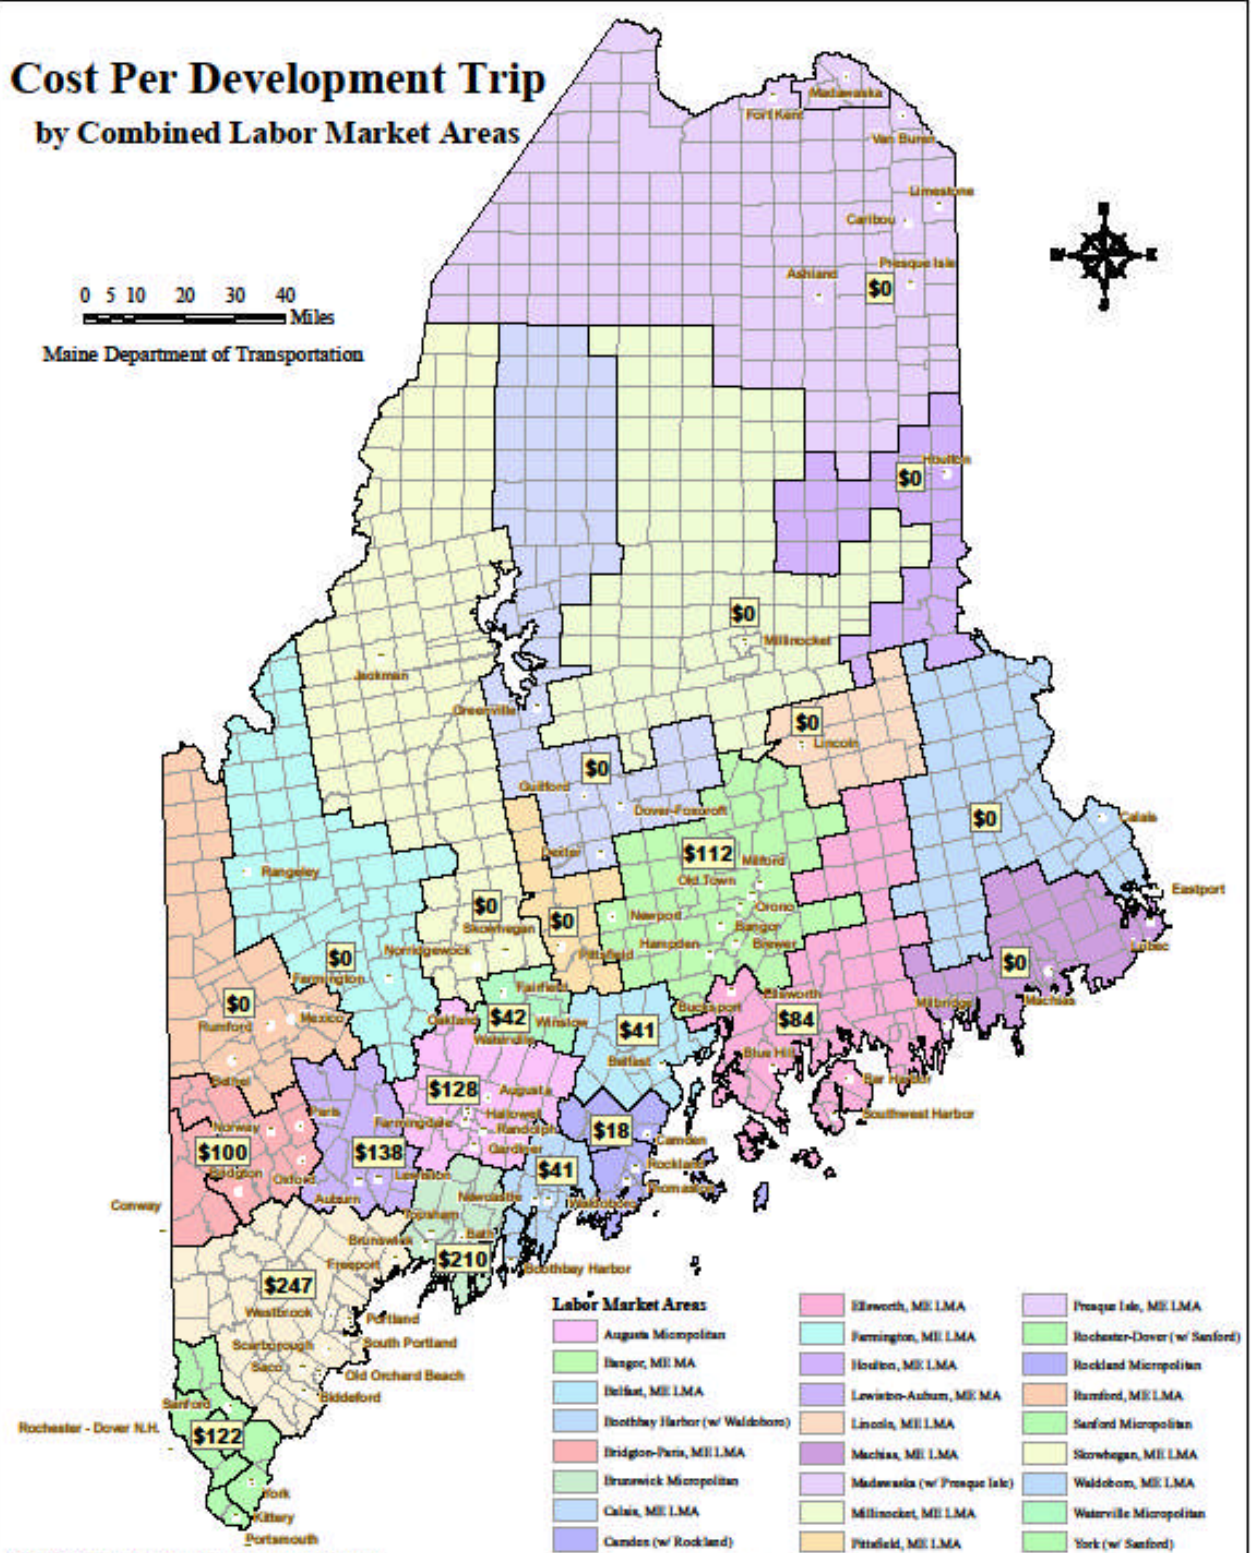 Cost Per Development Trip
by Combined Labor Market Areas
0 5 10 20 30 40
Miles
Maine Department of Transportation
Madawaska
Fort Kent
Van Buren
Limestone
Caribou
Presque Isle
Ashland
$0
Houlton
$0
$0
Millinocket
Jackman
Greenville
$0
Lincoln
$0
Guilford
Dover-Foxcroft
$0
Calais
Dexter
$112
Milford
Old Town
Rangeley
Eastport
Orono
$0
Skowhegan
$0
Newport
Bangor
Hampden
Brewer
Norridgewock
Pittsfield
Lubec
$0
Farmington
$0
Fairfield
Ellsworth
Milbridge
Machias
$0
Rumford
Mexico
Oakland
$42
Winslow
Waterville
$41
Bucksport
$84
Belfast
Blue Hill
Bar Harbor
Bethel
$128
Augusta
Paris
Hallowell
Southwest Harbor
Farmingdale
Randolph
Norway
$18
Camden
$100
$138
Gardiner
Bridgton
Oxford
Lewiston
$41
Rockland
Thomaston
Auburn
Newcastle
Waldoboro
Conway
Topsham
Brunswick
Bath
Freeport
$210
Boothbay Harbor
$247
Westbrook
Portland
Scarborough
South Portland
Saco
Old Orchard Beach
Biddeford
Sanford
Rochester - Dover N.H.
$122
York
Kittery
Portsmouth
Labor Market Areas
Augusta Micropolitan
Bangor, ME MA
Belfast, ME LMA
Boothbay Harbor (w/ Waldoboro)
Bridgton-Paris, ME LMA
Brunswick Micropolitan
Calais, ME LMA
Camden (w/ Rockland)
Ellsworth, ME LMA
Farmington, ME LMA
Houlton, ME LMA
Lewiston-Auburn, ME MA
Lincoln, ME LMA
Machias, ME LMA
Madawaska (w/ Presque Isle)
Millinocket, ME LMA
Pittsfield, ME LMA
Presque Isle, ME LMA
Rochester-Dover (w/ Sanford)
Rockland Micropolitan
Rumford, ME LMA
Sanford Micropolitan
Skowhegan, ME LMA
Waldoboro, ME LMA
Waterville Micropolitan
York (w/ Sanford)